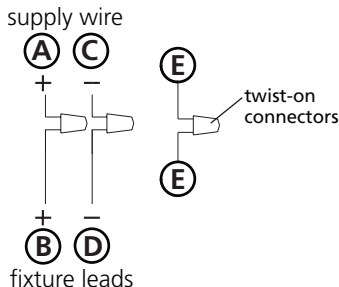 supply wire
A C
+ –
E
twist-on
connectors
E
+ –
B D
fixture leads